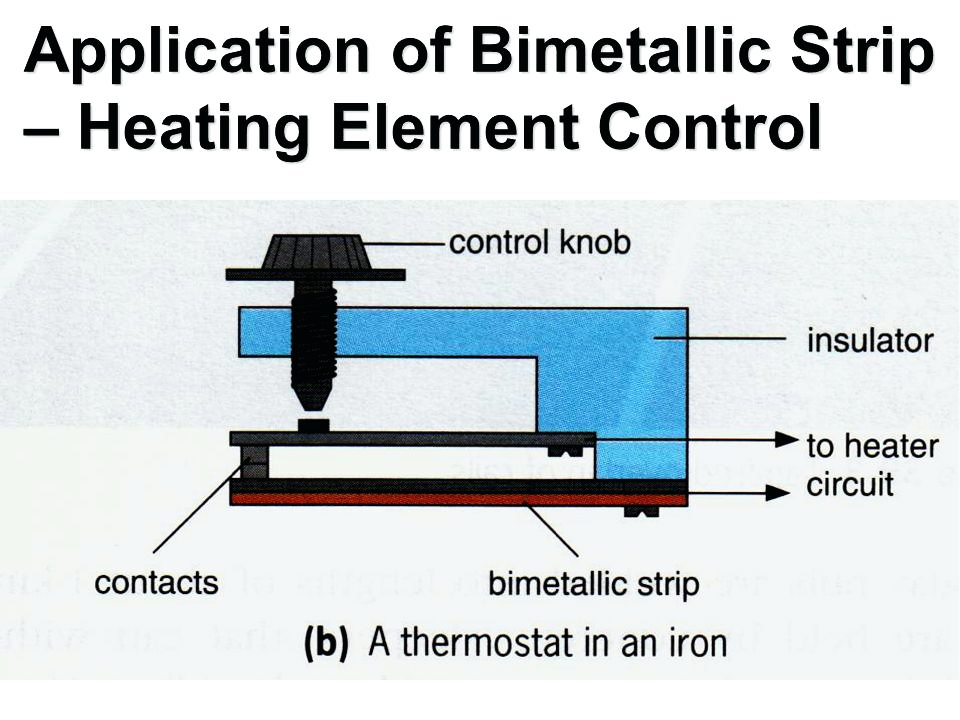 Application of Bimetallic Strip
– Heating Element Control
control knob
insulator
to heater
circuit
contacts
bimetallic strip
(b) A thermostat in an iron